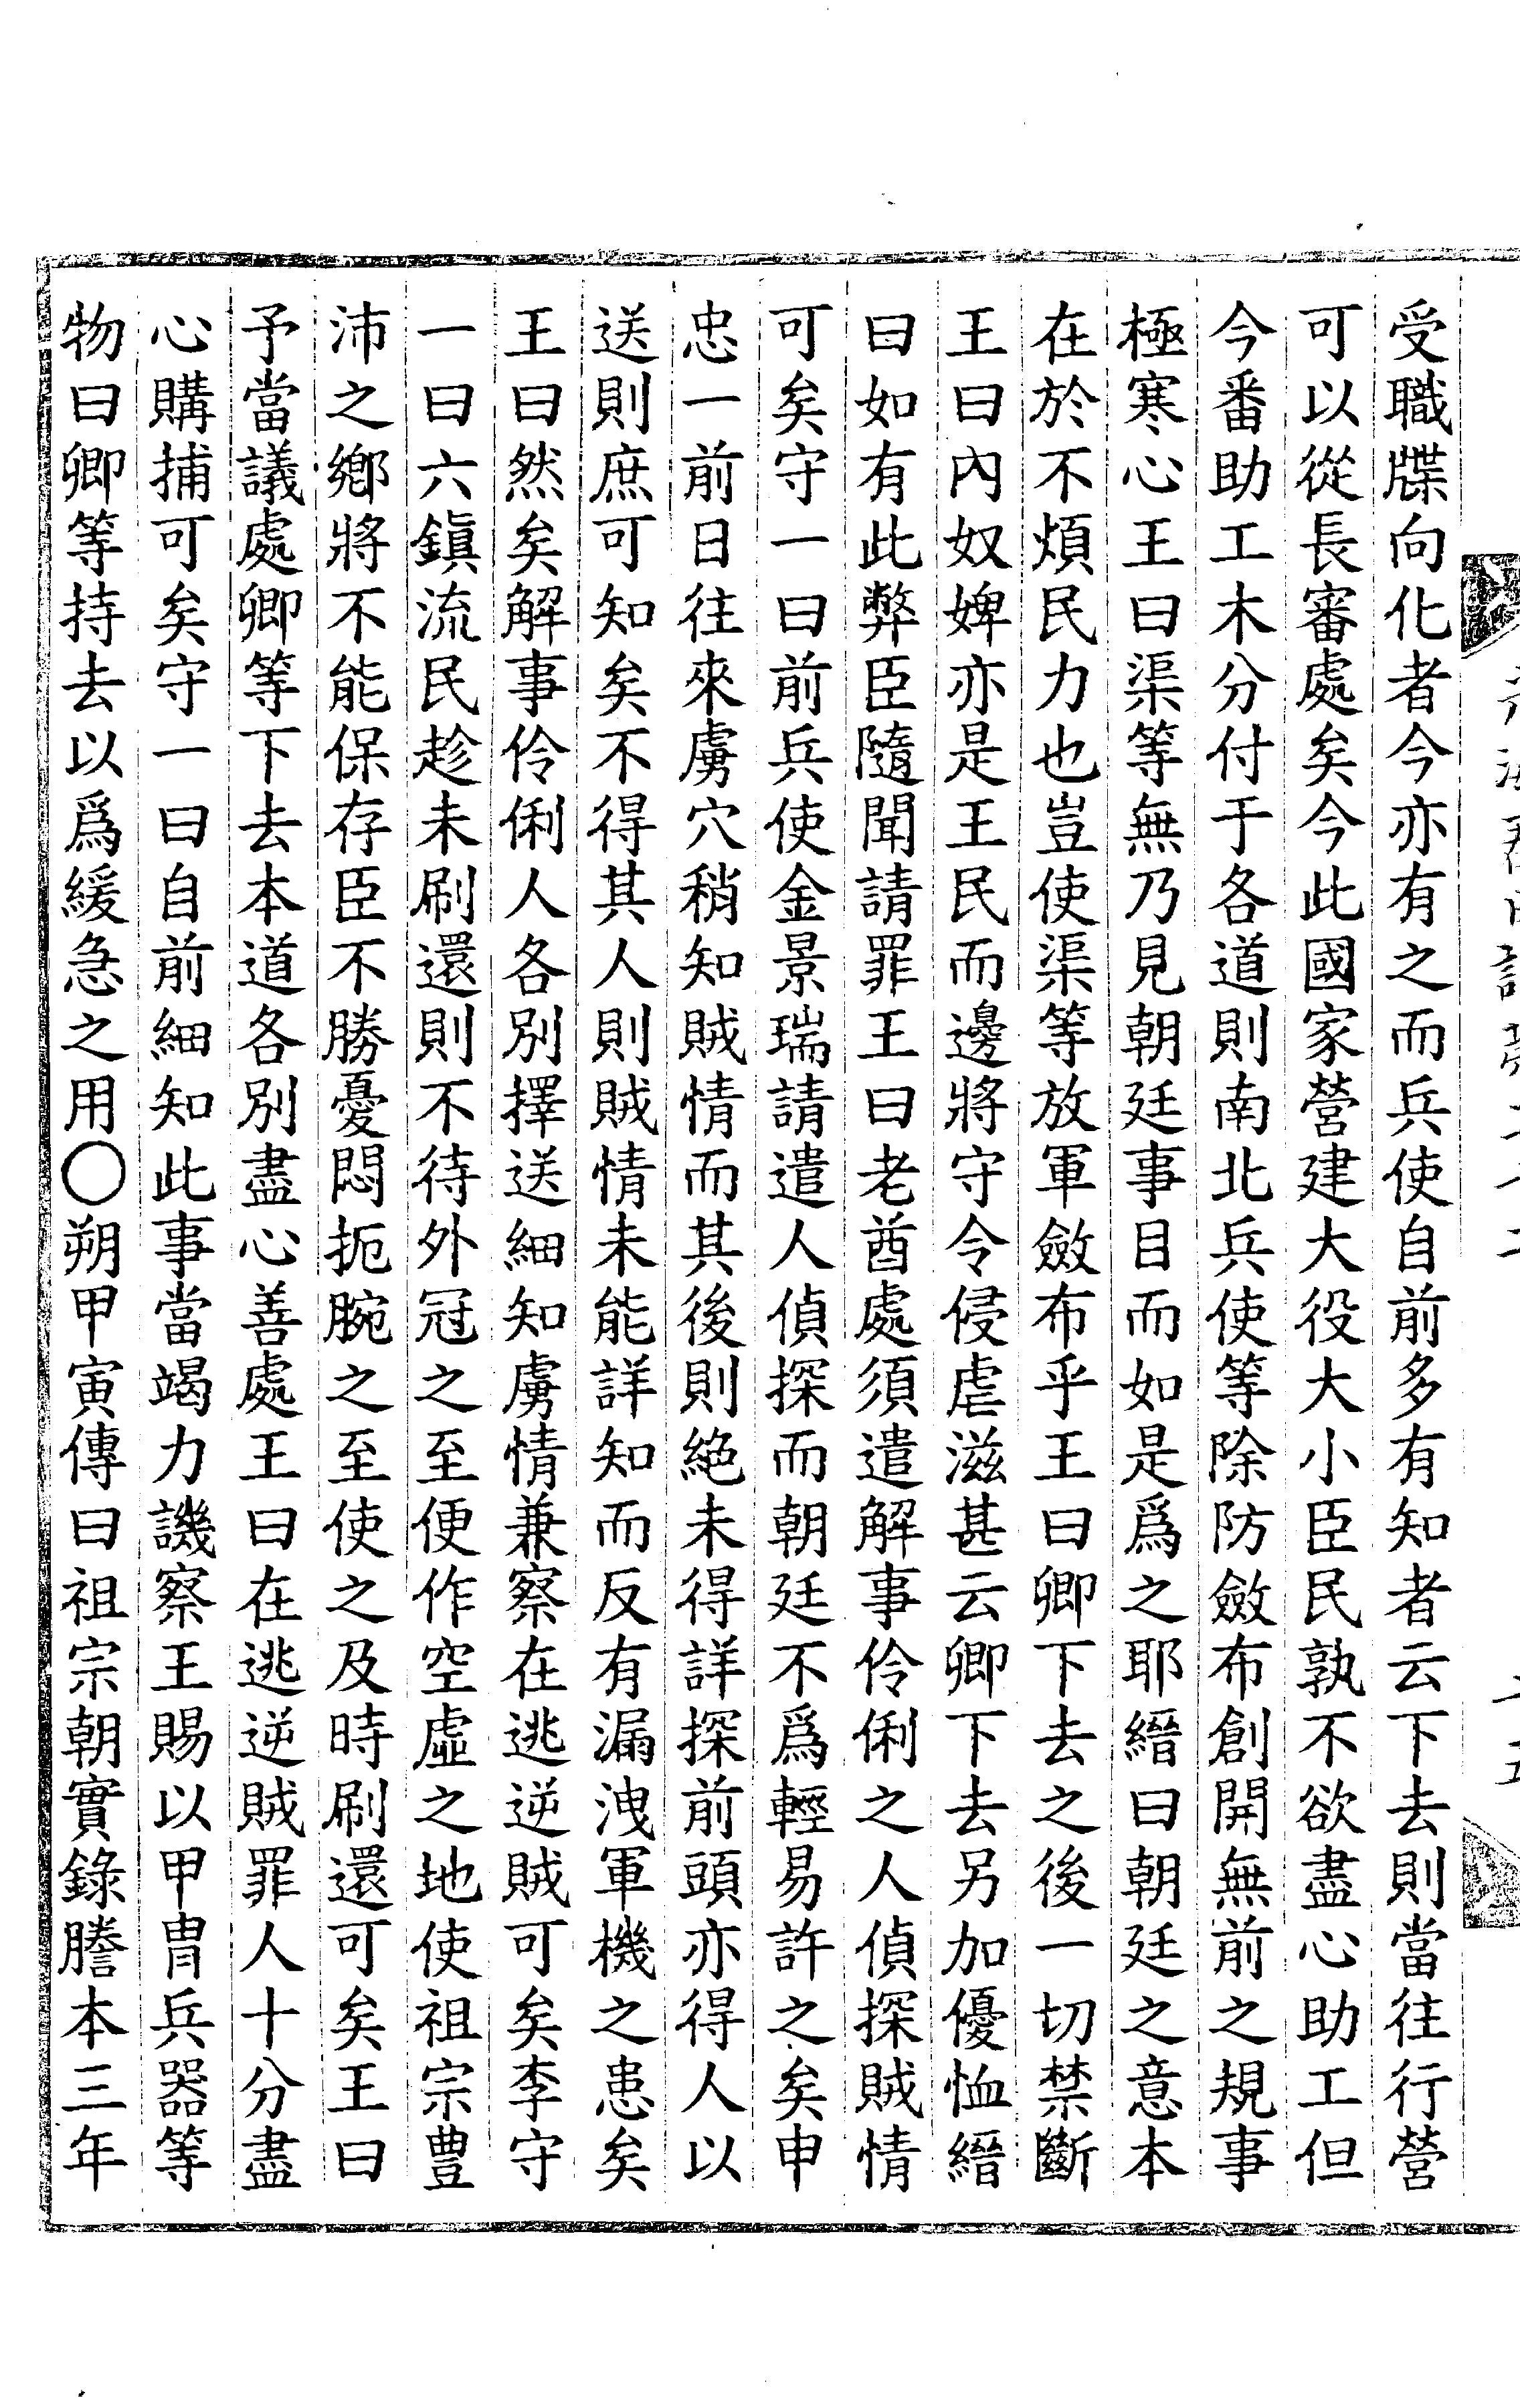 受職牒向化者今亦有之而兵使自前多有知者云下去則當往行營
可以從長審處矣今此國家營建大役大小臣民孰不欲盡心助工但
今番助工木分付于各道則南北兵使等除防斂布創開無前之規事
極寒心王曰渠等無乃見朝廷事目而如是爲之耶縉曰朝廷之意本
在於不煩民力也豈使渠等放軍斂布乎王曰卿下去之後一切禁斷
王曰內奴婢亦是王民而邊將守令侵虐滋甚云卿下去另加優恤縉
曰如有此弊臣隨聞請罪王曰老酋處須遣解事伶俐之人偵探賊情
可矣守一曰前兵使金景瑞請遣人偵探而朝廷不爲輕易許之矣申
忠一前日往來虜穴稍知賊情而其後則絶未得詳探前頭亦得人以
送則庶可知矣不得其人則賊情未能詳知而反有漏洩軍機之患矣
王曰然矣解事伶俐人各別擇送細知虜情兼察在逃逆賊可矣李守
一曰六鎭流民趁未刷還則不待外冠之至便作空虛之地使祖宗豊
沛之鄕將不能保存臣不勝憂悶扼腕之至使之及時刷還可矣王曰
予當議處卿等下去本道各別盡心善處王曰在逃逆賊罪人十分盡
心購捕可矣守一曰自前細知此事當竭力譏察王賜以甲冑兵器等
物曰卿等持去以爲緩急之用○朔甲寅傳曰祖宗朝實錄謄本三年